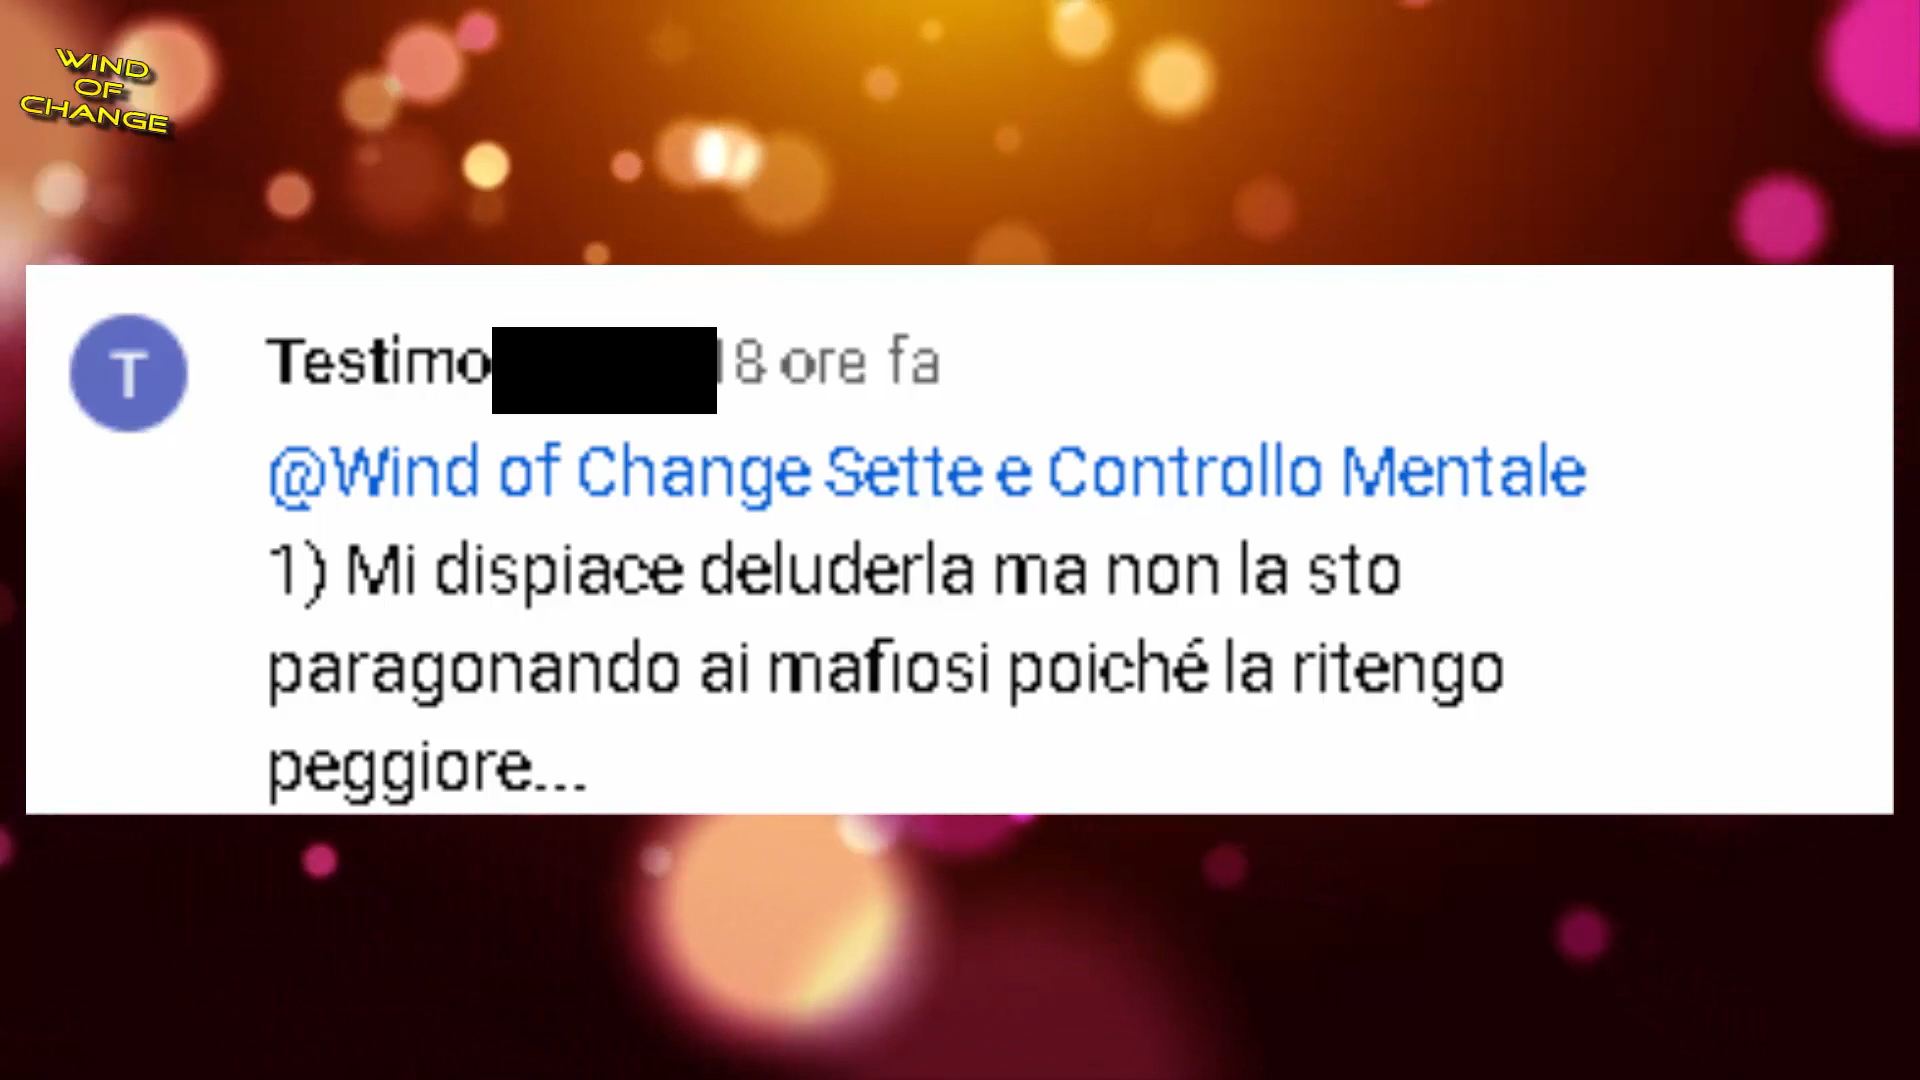 WIND
OF
CHANGE
T
Testimo 18 ore fa
@Wind of Change Sette e Controllo Mentale
1) Mi dispiace deluderla ma non la sto
paragonando ai mafiosi poiché la ritengo
peggiore...